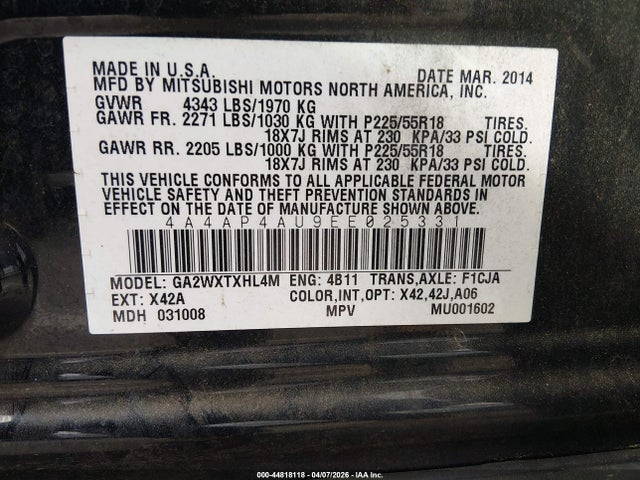 MADE IN U.S.A. DATE MAR. 2014
MFD BY MITSUBISHI MOTORS NORTH AMERICA, INC.
GVWR 4343 LBS/1970 KG
GAWR FR. 2271 LBS/1030 KG WITH P225/55R18 TIRES,
18X7J RIMS AT 230 KPA/33 PSI COLD.
GAWR RR. 2205 LBS/1000 KG WITH P225/55R18 TIRES,
18X7J RIMS AT 230 KPA/33 PSI COLD.
THIS VEHICLE CONFORMS TO ALL APPLICABLE FEDERAL MOTOR
VEHICLE SAFETY AND THEFT PREVENTION STANDARDS IN
EFFECT ON THE DATE OF MANUFACTURE SHOWN ABOVE.
4A4AP4AU9EE025331
MODEL: GA2WXTXHL4M ENG: 4B11 TRANS,AXLE: F1CJA
EXT: X42A COLOR,INT,OPT: X42,42J,A06
MDH 031008 MPV MU001602
000-44818118 - 04/07/2026 - IAA Inc.